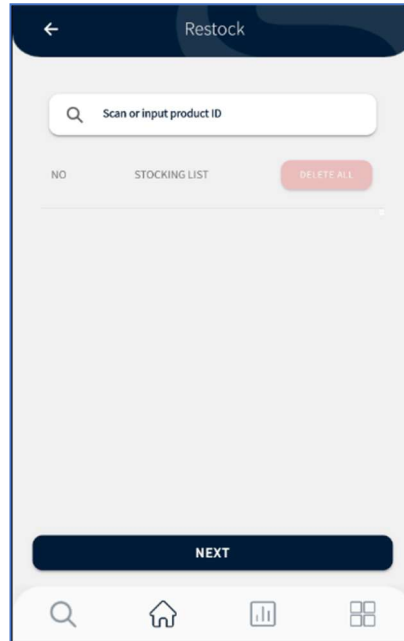 Restock
Scan or input product ID
NO STOCKING LIST DELETE ALL
NEXT